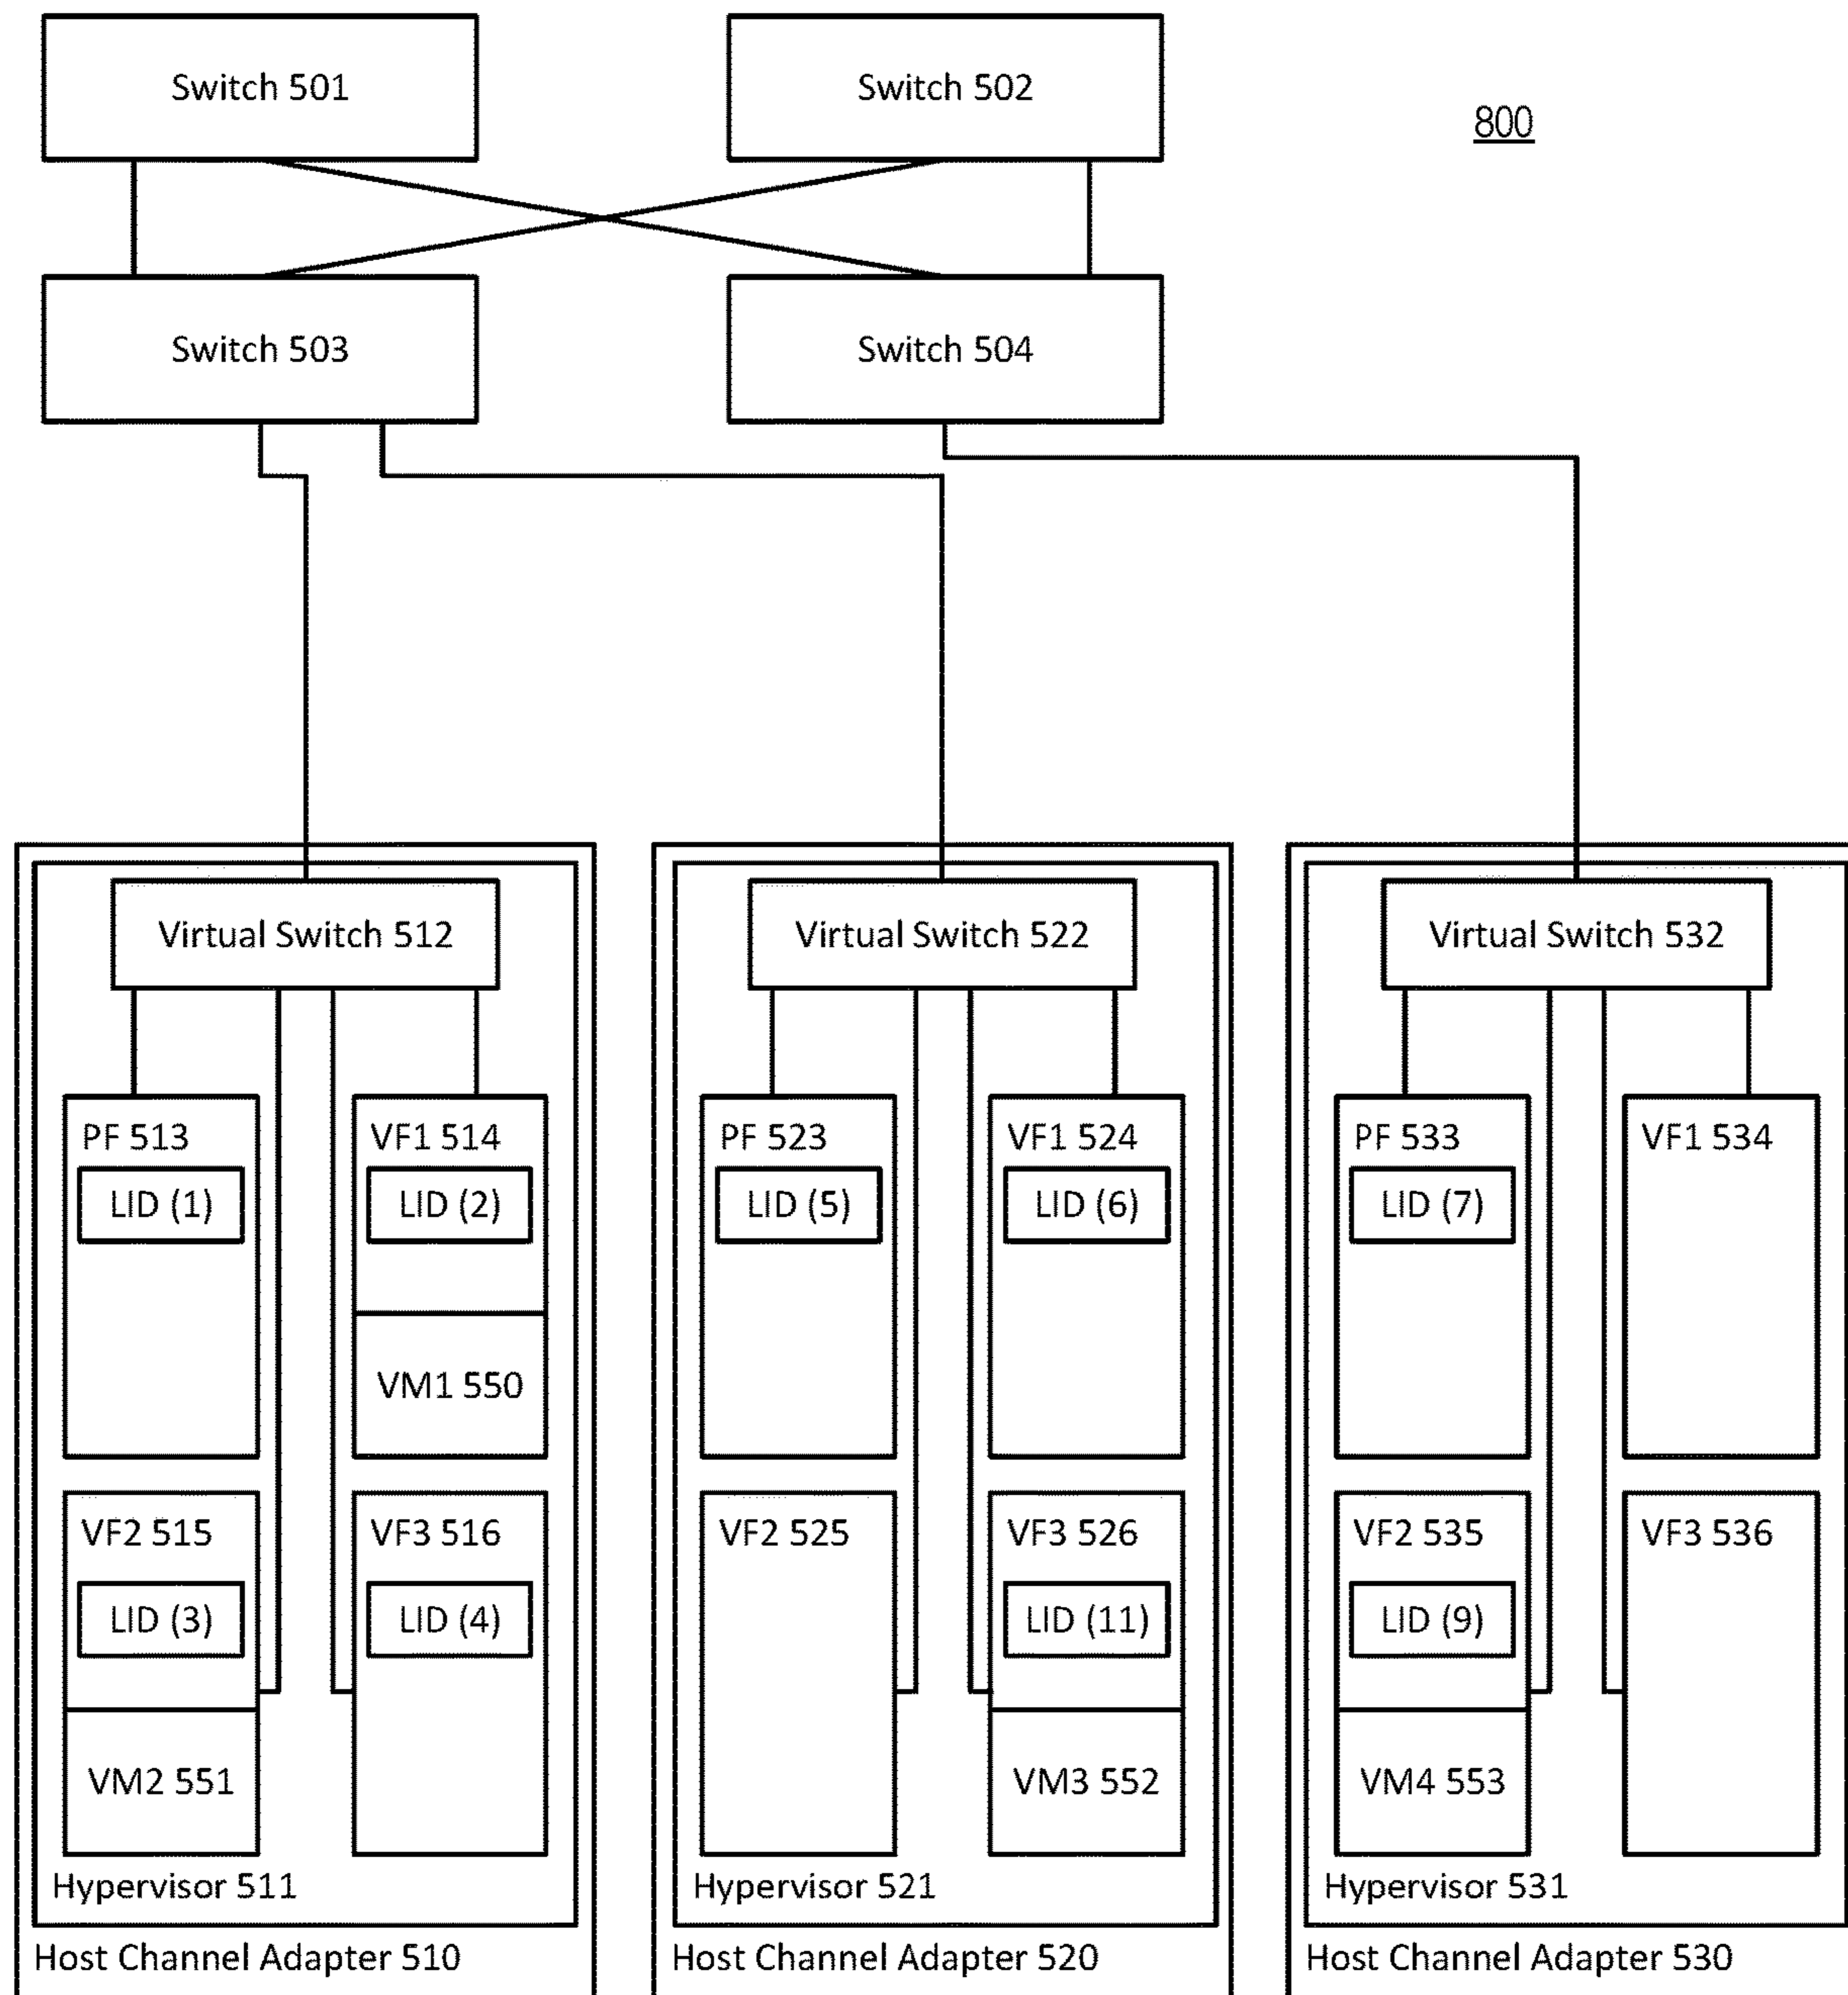 Switch 501
Switch 502
800
Switch 503
Switch 504
Virtual Switch 512
Virtual Switch 522
Virtual Switch 532
PF 513
LID (1)
VF1 514
LID (2)
VM1 550
VF2 515
LID (3)
VM2 551
VF3 516
LID (4)
Hypervisor 511
Host Channel Adapter 510
PF 523
LID (5)
VF1 524
LID (6)
VF2 525
VF3 526
LID (11)
VM3 552
Hypervisor 521
Host Channel Adapter 520
PF 533
LID (7)
VF1 534
VF2 535
LID (9)
VM4 553
VF3 536
Hypervisor 531
Host Channel Adapter 530